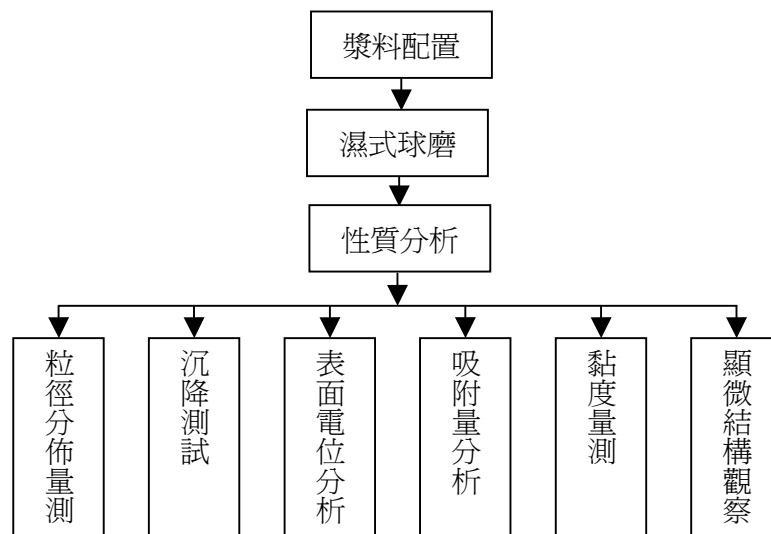 漿料配置
濕式球磨
性質分析
粒徑分佈量測
沉降測試
表面電位分析
吸附量分析
黏度量測
顯微結構觀察